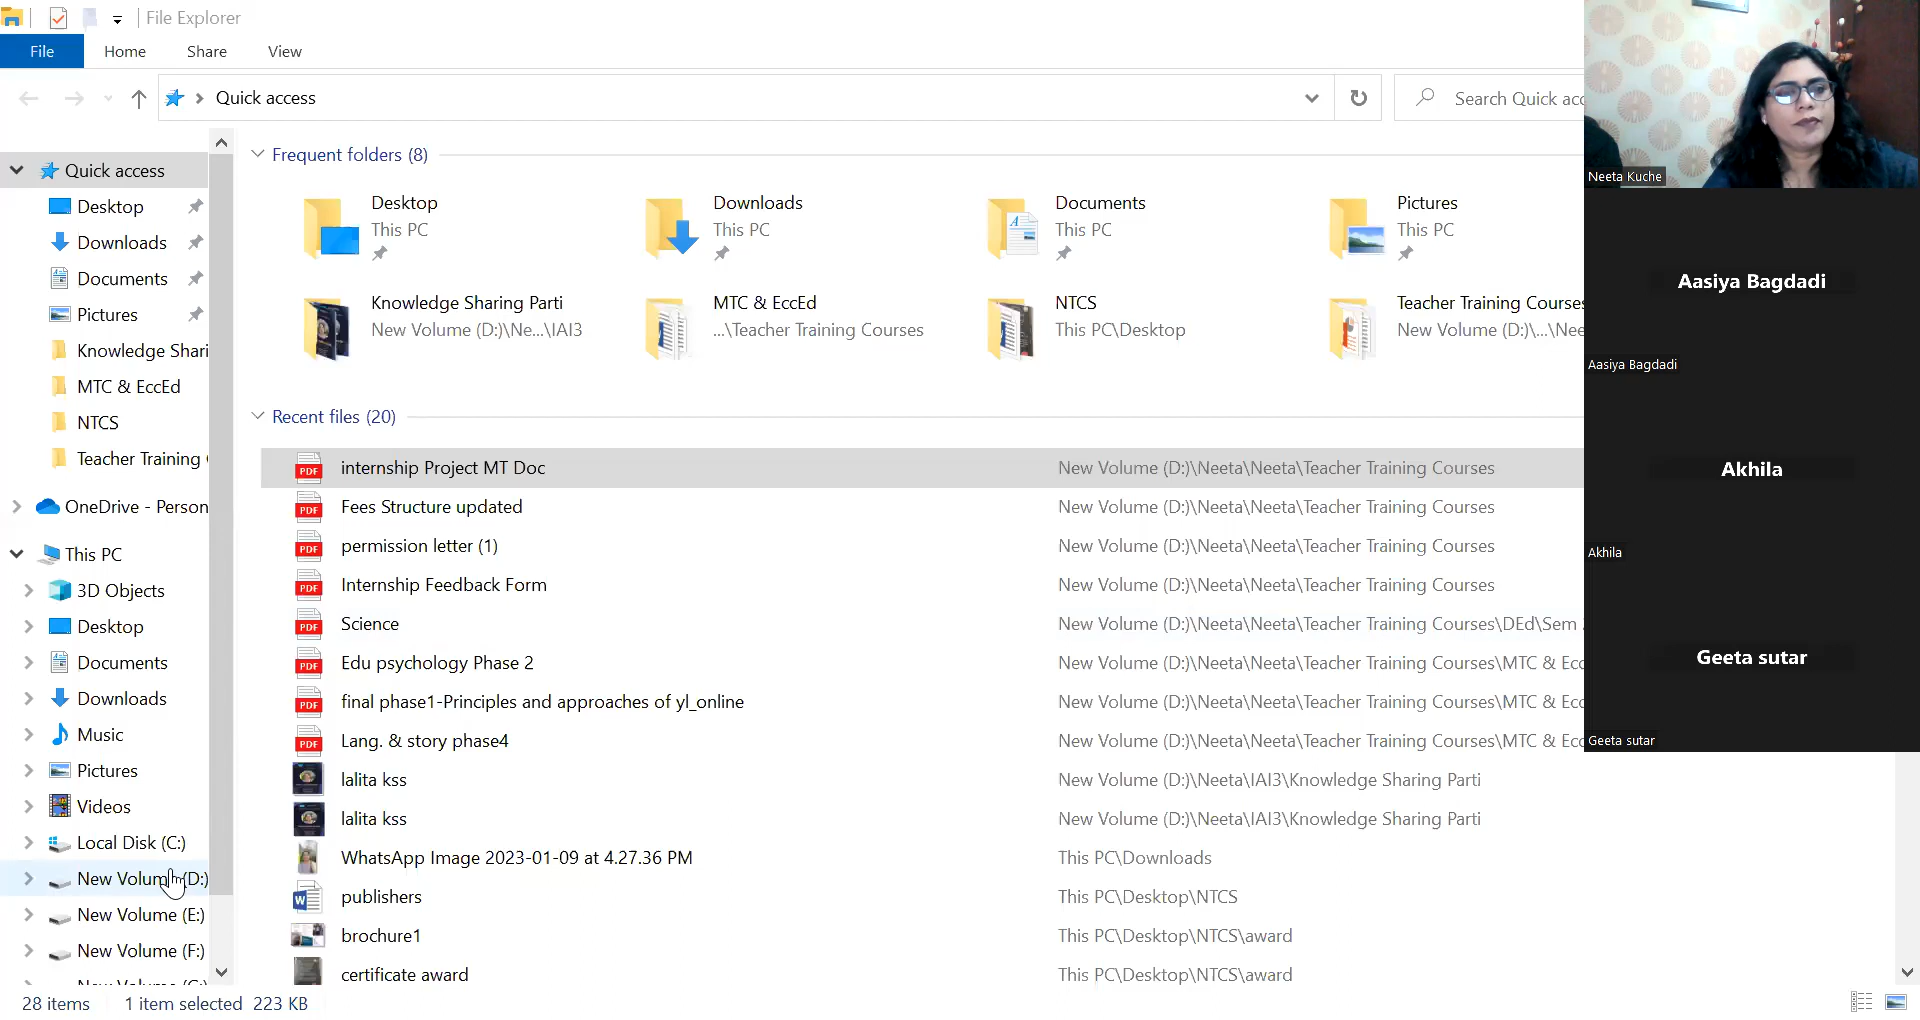 File Explorer
File Home Share View
Quick access
Search Quick acc
Quick access
Desktop
Downloads
Documents
Pictures
Knowledge Shari
MTC & EccEd
NTCS
Teacher Training
OneDrive - Person
This PC
3D Objects
Desktop
Documents
Downloads
Music
Pictures
Videos
Local Disk (C:)
New Volume (D:)
New Volume (E:)
New Volume (F:)
Frequent folders (8)
Desktop
This PC
Downloads
This PC
Documents
This PC
Pictures
This PC
Knowledge Sharing Parti
New Volume (D:)\Ne...\IAI3
MTC & EccEd
...\Teacher Training Courses
NTCS
This PC\Desktop
Teacher Training Courses
New Volume (D:)\...\Nee
Recent files (20)
internship Project MT Doc New Volume (D:)\Neeta\Neeta\Teacher Training Courses
Fees Structure updated New Volume (D:)\Neeta\Neeta\Teacher Training Courses
permission letter (1) New Volume (D:)\Neeta\Neeta\Teacher Training Courses
Internship Feedback Form New Volume (D:)\Neeta\Neeta\Teacher Training Courses
Science New Volume (D:)\Neeta\Neeta\Teacher Training Courses\DEd\Sem
Edu psychology Phase 2 New Volume (D:)\Neeta\Neeta\Teacher Training Courses\MTC & Ecc
final phase1-Principles and approaches of yl_online New Volume (D:)\Neeta\Neeta\Teacher Training Courses\MTC & Ecc
Lang. & story phase4 New Volume (D:)\Neeta\Neeta\Teacher Training Courses\MTC & Ecc
lalita kss New Volume (D:)\Neeta\IAI3\Knowledge Sharing Parti
lalita kss New Volume (D:)\Neeta\IAI3\Knowledge Sharing Parti
WhatsApp Image 2023-01-09 at 4.27.36 PM This PC\Downloads
publishers This PC\Desktop\NTCS
brochure1 This PC\Desktop\NTCS\award
certificate award This PC\Desktop\NTCS\award
28 items 1 item selected 223 KB
Neeta Kuche
Aasiya Bagdadi
Aasiya Bagdadi
Akhila
Akhila
Geeta sutar
Geeta sutar